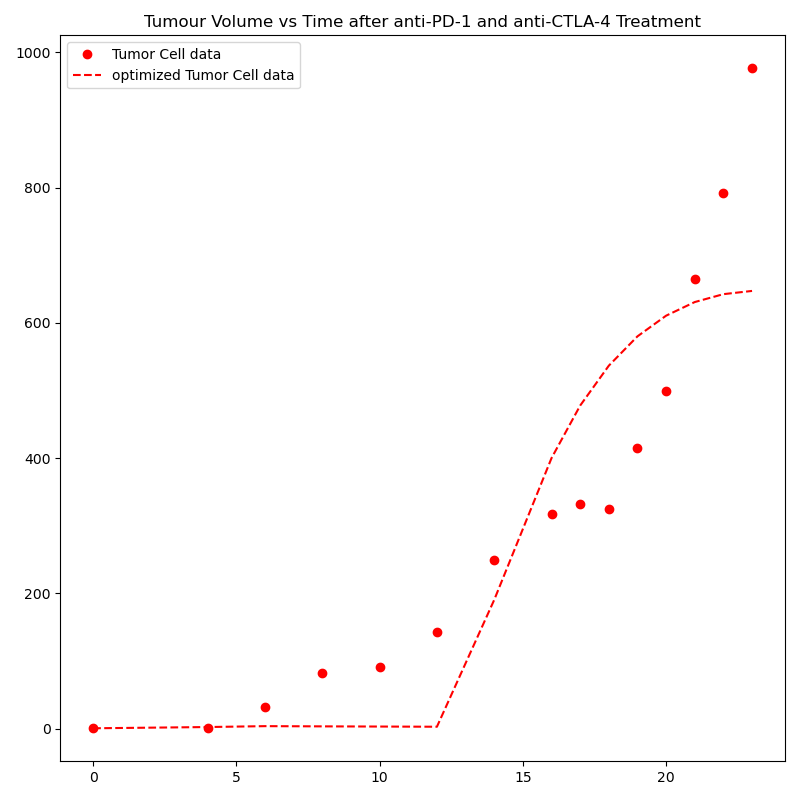 Tumour Volume vs Time after anti-PD-1 and anti-CTLA-4 Treatment
Tumor Cell data
optimized Tumor Cell data
1000
800
600
400
200
0
0 5 10 15 20